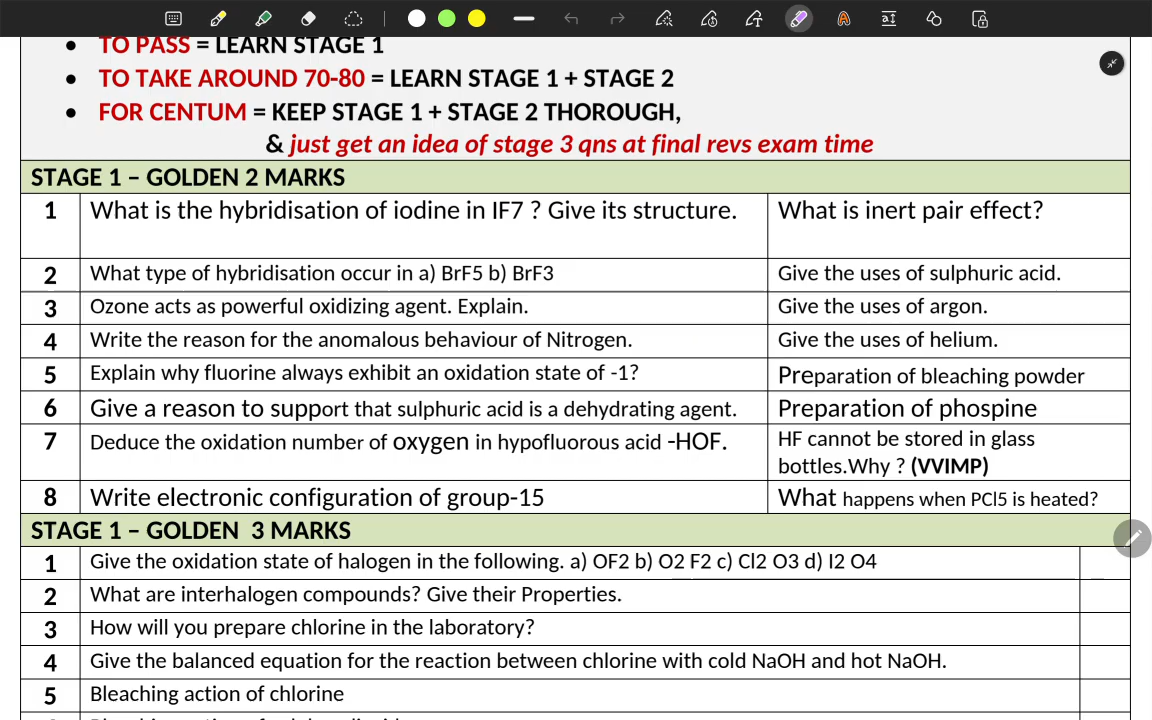 • TO PASS = LEARN STAGE 1
• TO TAKE AROUND 70-80 = LEARN STAGE 1 + STAGE 2
• FOR CENTUM = KEEP STAGE 1 + STAGE 2 THOROUGH,
& just get an idea of stage 3 qns at final revs exam time
STAGE 1 – GOLDEN 2 MARKS
1 What is the hybridisation of iodine in IF7 ? Give its structure. What is inert pair effect?
2 What type of hybridisation occur in a) BrF5 b) BrF3 Give the uses of sulphuric acid.
3 Ozone acts as powerful oxidizing agent. Explain. Give the uses of argon.
4 Write the reason for the anomalous behaviour of Nitrogen. Give the uses of helium.
5 Explain why fluorine always exhibit an oxidation state of -1? Preparation of bleaching powder
6 Give a reason to support that sulphuric acid is a dehydrating agent. Preparation of phospine
7 Deduce the oxidation number of oxygen in hypofluorous acid -HOF. HF cannot be stored in glass
bottles.Why ? (VVIMP)
8 Write electronic configuration of group-15 What happens when PCl5 is heated?
STAGE 1 – GOLDEN 3 MARKS
1 Give the oxidation state of halogen in the following. a) OF2 b) O2 F2 c) Cl2 O3 d) I2 O4
2 What are interhalogen compounds? Give their Properties.
3 How will you prepare chlorine in the laboratory?
4 Give the balanced equation for the reaction between chlorine with cold NaOH and hot NaOH.
5 Bleaching action of chlorine